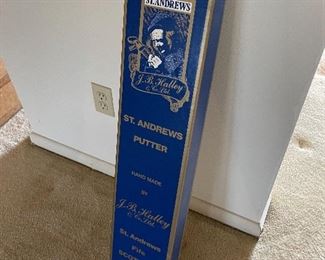 ST.ANDREWS
J.B. Halley
& Co. Ltd.
ST. ANDREWS
PUTTER
HAND MADE
BY
J.B. Halley
& Co. Ltd.
St. Andrews
Fife